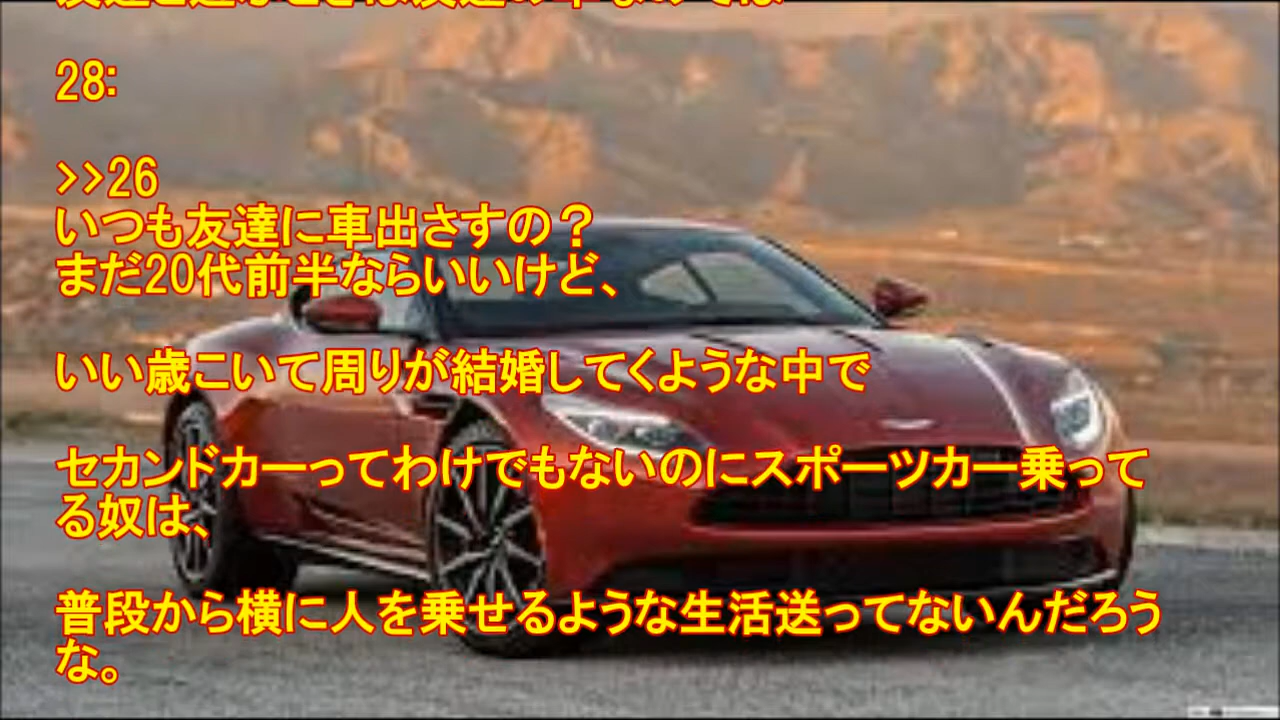 28:
>>26
いつも友達に車出さすの？
まだ20代前半ならいいけど、
いい歳こいて周りが結婚してくような中で
セカンドカーってわけでもないのにスポーツカー乗って
る奴は、
普段から横に人を乗せるような生活送ってないんだろう
な。